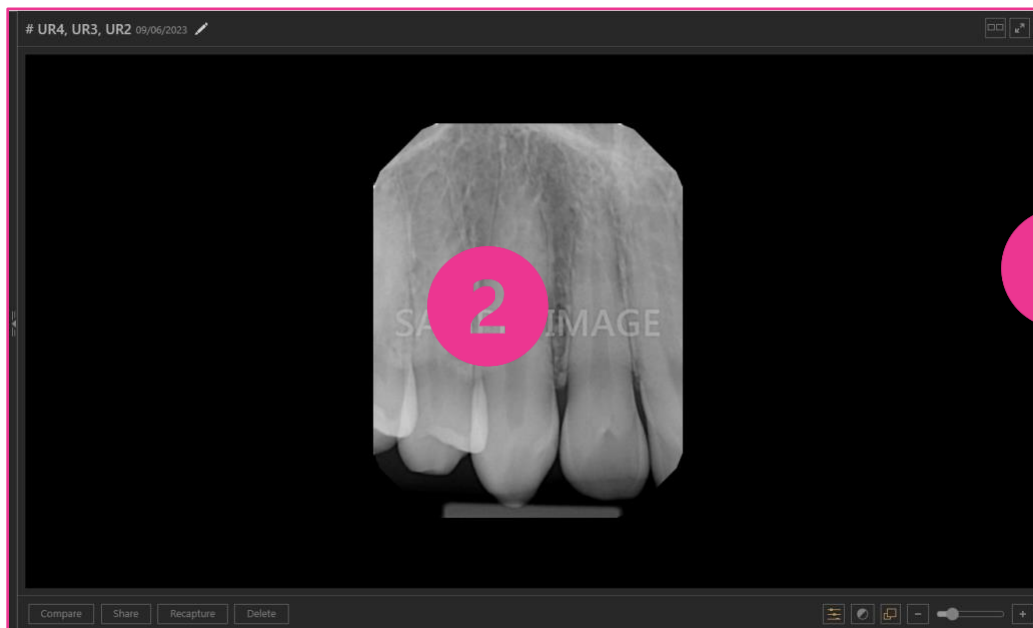 # UR4, UR3, UR2 09/06/2023
2
SA IMAGE
Compare Share Recapture Delete